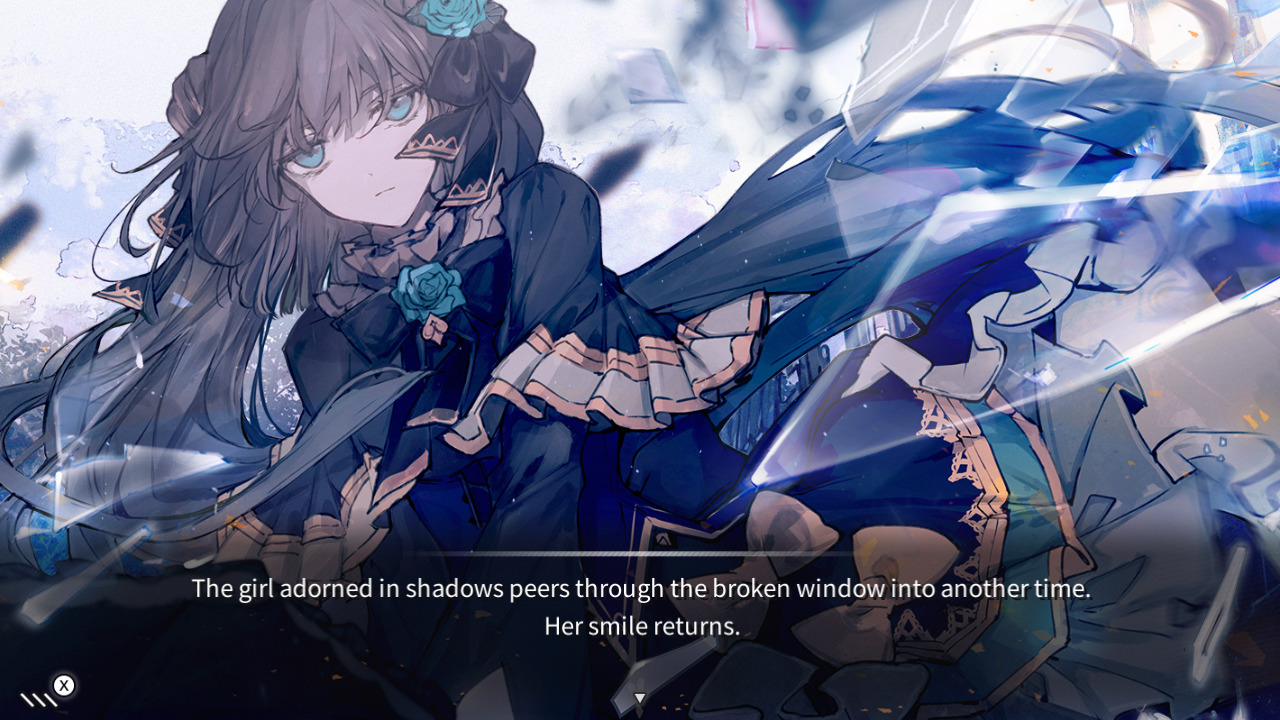 The girl adorned in shadows peers through the broken window into another time.
Her smile returns.
X